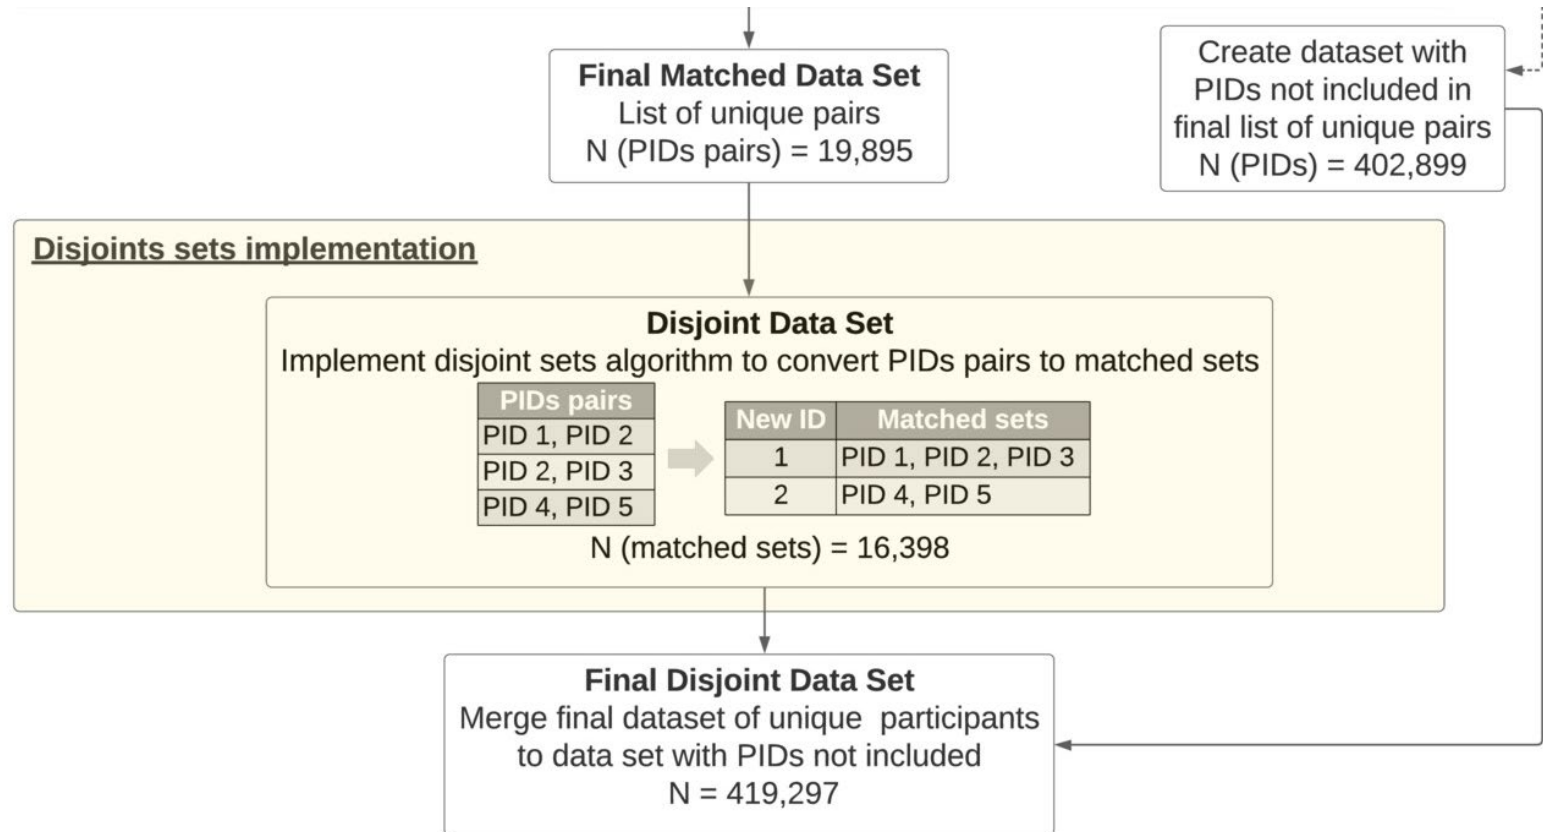 Final Matched Data Set
List of unique pairs
N (PIDs pairs) = 19,895
Create dataset with
PIDs not included in
final list of unique pairs
N (PIDs) = 402,899
Disjoints sets implementation
Disjoint Data Set
Implement disjoint sets algorithm to convert PIDs pairs to matched sets
PIDs pairs
PID 1, PID 2
PID 2, PID 3
PID 4, PID 5
New ID Matched sets
1 PID 1, PID 2, PID 3
2 PID 4, PID 5
N (matched sets) = 16,398
Final Disjoint Data Set
Merge final dataset of unique participants
to data set with PIDs not included
N = 419,297